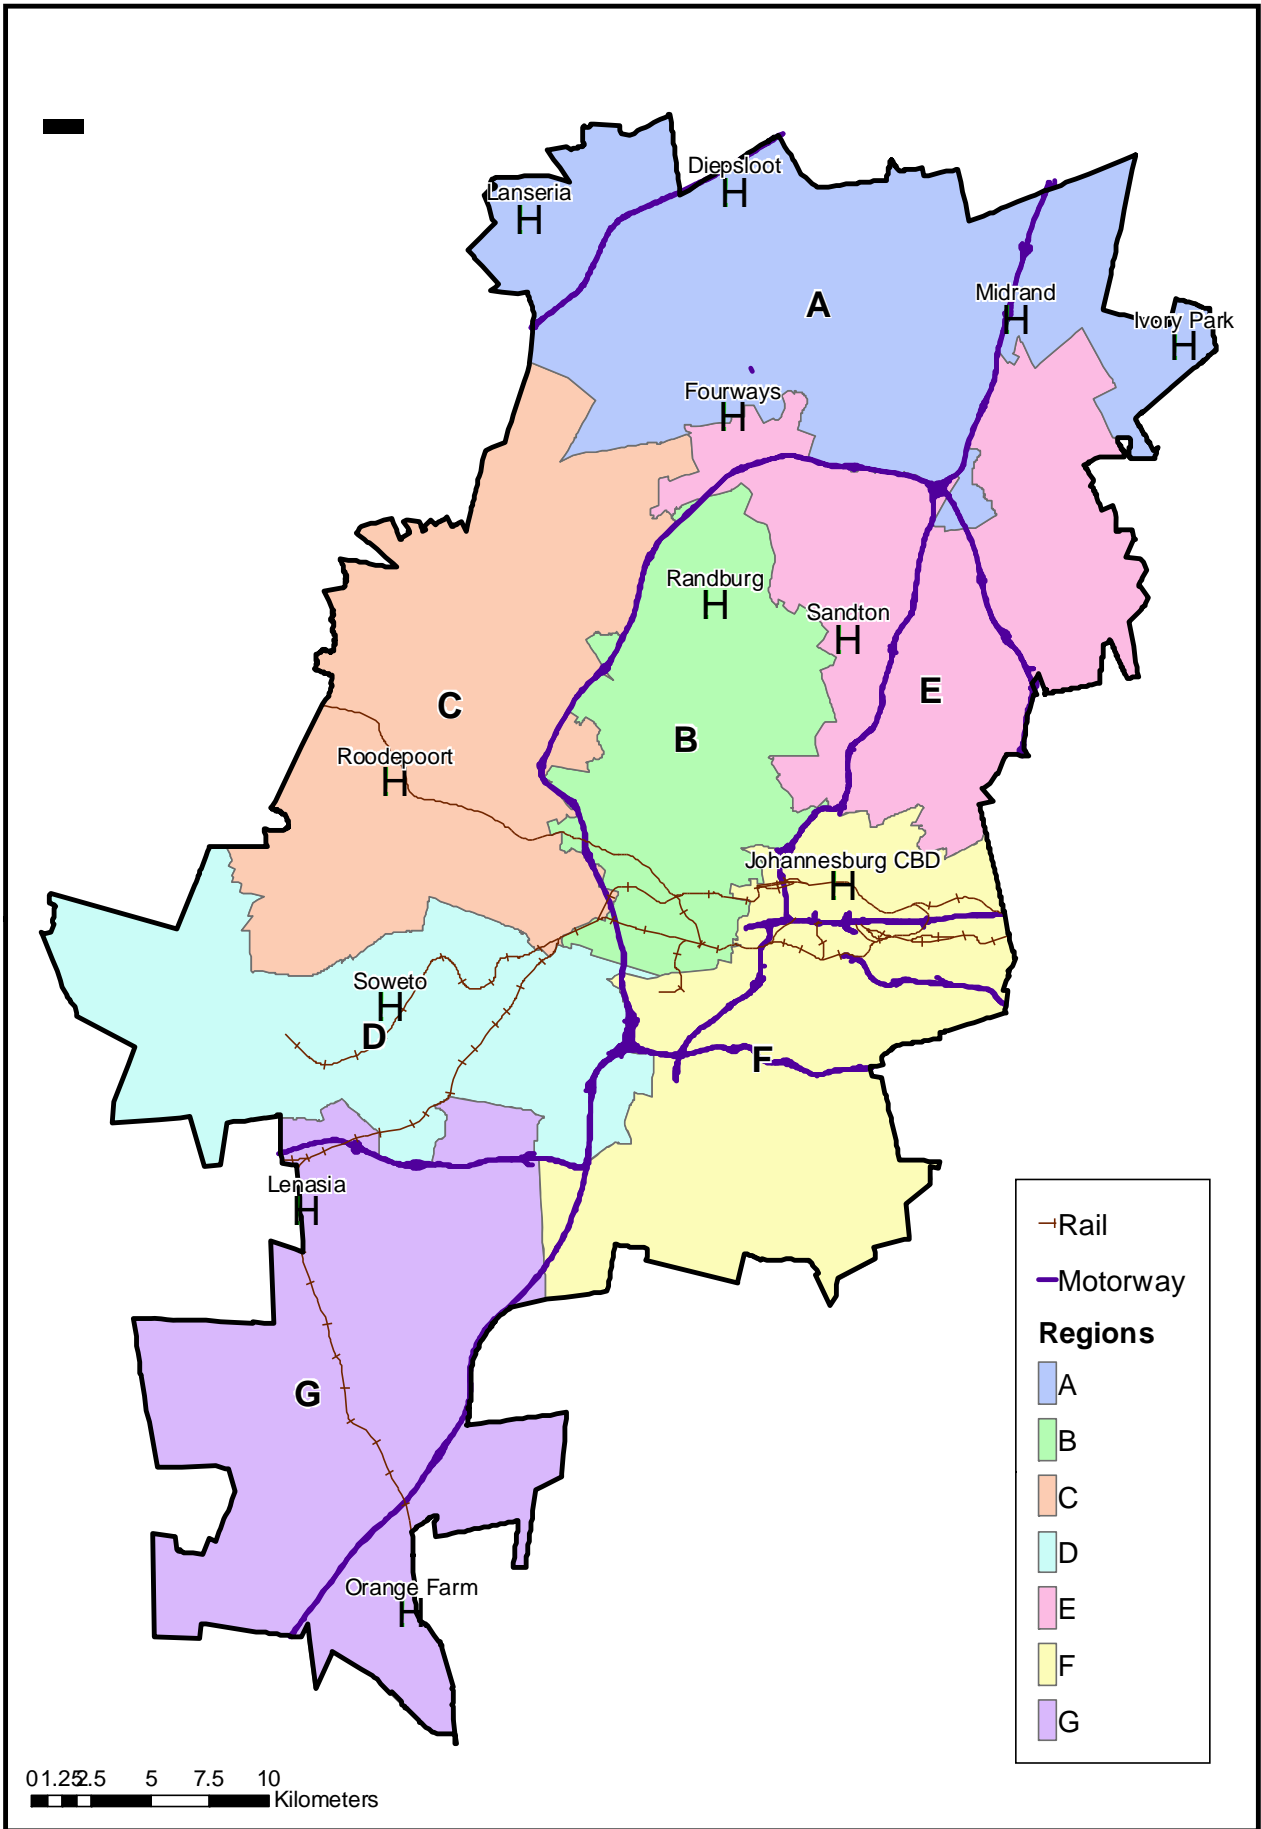 Diepsloot
H
Lanseria
H
A
Midrand
H
Ivory Park
H
Fourways
H
Randburg
H
Sandton
H
E
C
B
Roodepoort
H
Johannesburg CBD
H
Soweto
H
D
F
Lenasia
H
G
Orange Farm
H
Rail
Motorway
Regions
A
B
C
D
E
F
G
0 1.25 2.5 5 7.5 10
Kilometers